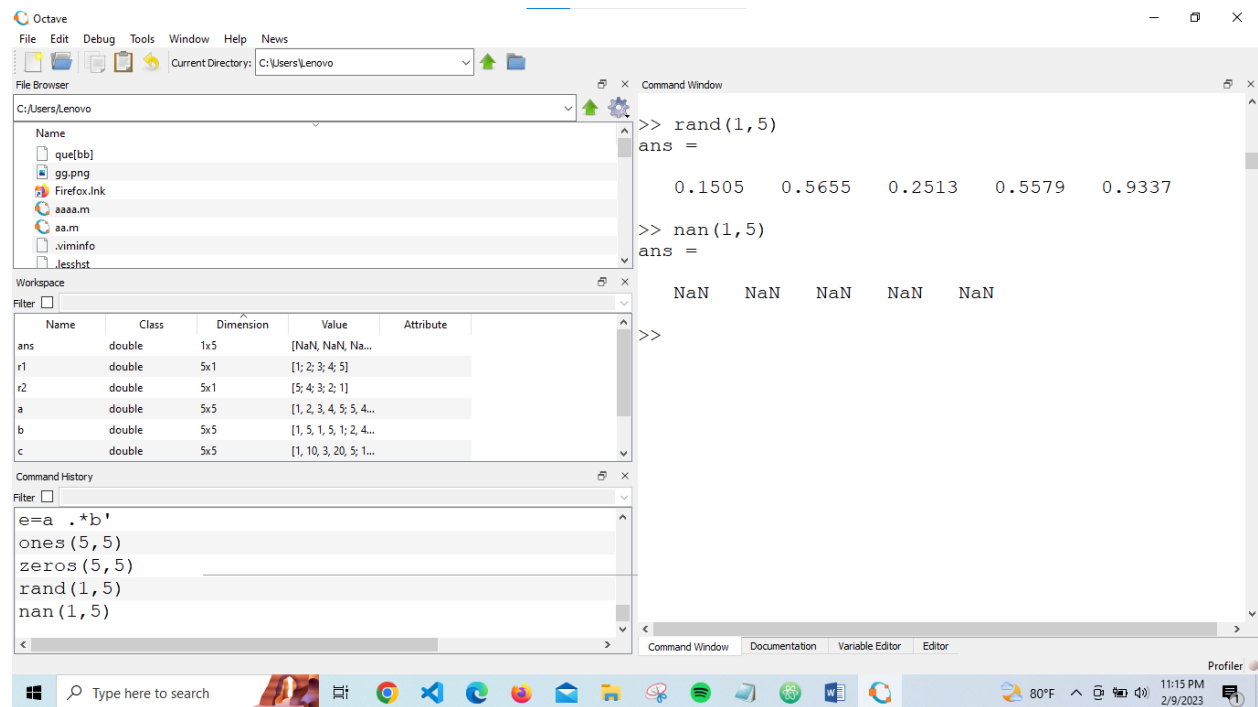 Octave
File Edit Debug Tools Window Help News
Current Directory: C:\Users\Lenovo
File Browser
C:/Users/Lenovo
Name
que[bb]
gg.png
Firefox.lnk
aaaa.m
aa.m
.viminfo
.lesshst
Workspace
Filter
Name Class Dimension Value Attribute
ans double 1x5 [NaN, NaN, Na...
r1 double 5x1 [1; 2; 3; 4; 5]
r2 double 5x1 [5; 4; 3; 2; 1]
a double 5x5 [1, 2, 3, 4, 5; 5, 4...
b double 5x5 [1, 5, 1, 5, 1; 2, 4...
c double 5x5 [1, 10, 3, 20, 5; 1...
Command History
Filter
e=a .*b'
ones(5,5)
zeros(5,5)
rand(1,5)
nan(1,5)
Command Window
>> rand(1,5)
ans =
0.1505 0.5655 0.2513 0.5579 0.9337
>> nan(1,5)
ans =
NaN NaN NaN NaN NaN
>>
Command Window Documentation Variable Editor Editor
Profiler
Type here to search
80°F
11:15 PM
2/9/2023
1